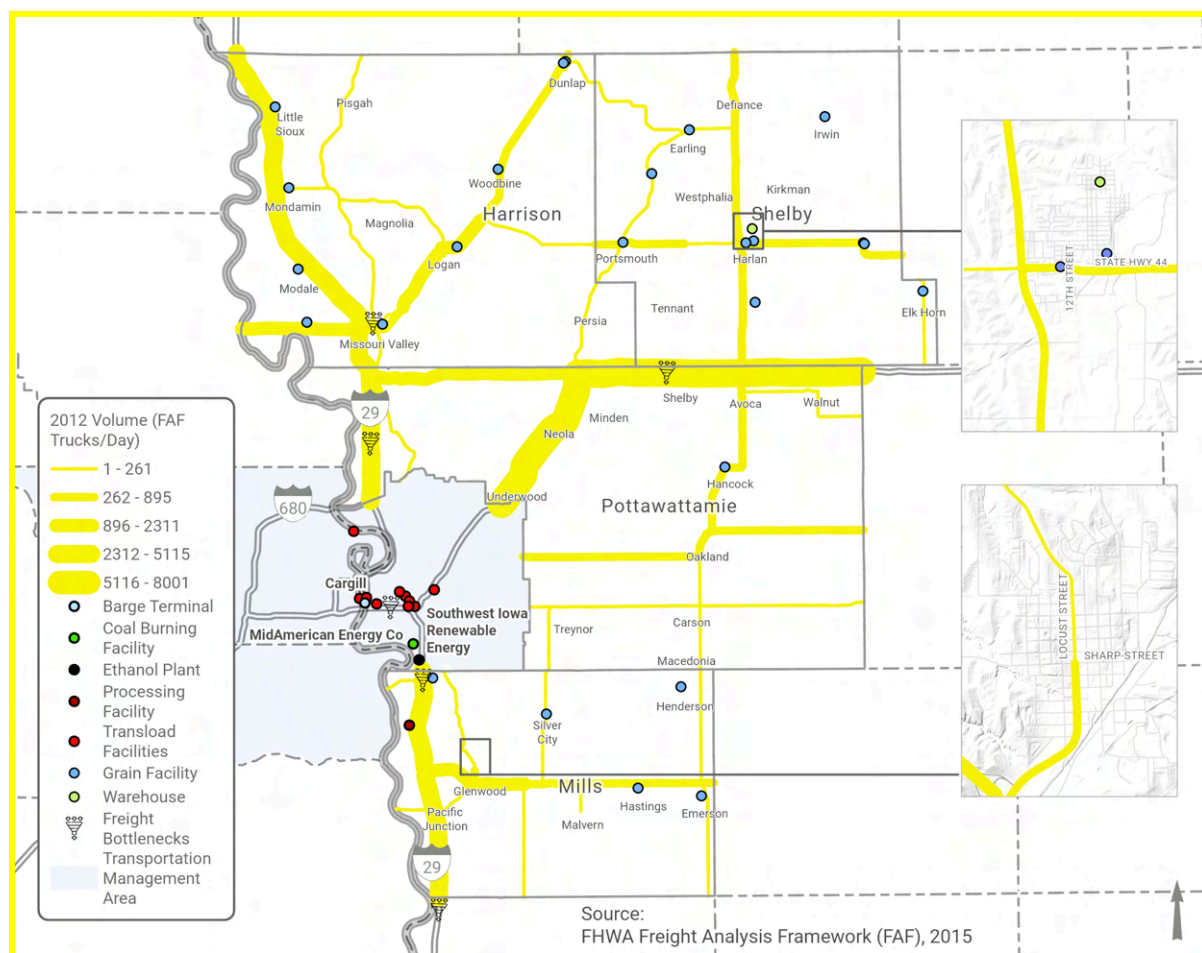 Pisgah
Little
Sioux
Mondamin
Magnolia
Modale
Missouri Valley
Logan
Woodbine
Harrison
Dunlap
Defiance
Earling
Irwin
Westphalia
Kirkman
Shelby
Portsmouth
Harlan
Tennant
Persia
Elk Horn
Shelby
Avoca
Walnut
Minden
Neola
Underwood
Hancock
Pottawattamie
Oakland
Treynor
Carson
Macedonia
29
680
Cargill
MidAmerican Energy Co
Southwest Iowa
Renewable
Energy
Silver
City
Henderson
Glenwood
Mills
Hastings
Emerson
Malvern
Pacific
Junction
29
2012 Volume (FAF
Trucks/Day)
1 - 261
262 - 895
896 - 2311
2312 - 5115
5116 - 8001
Barge Terminal
Coal Burning
Facility
Ethanol Plant
Processing
Facility
Transload
Facilities
Grain Facility
Warehouse
Freight
Bottlenecks
Transportation
Management
Area
12TH STREET
STATE HWY 44
LOCUST STREET
SHARP STREET
Source:
FHWA Freight Analysis Framework (FAF), 2015